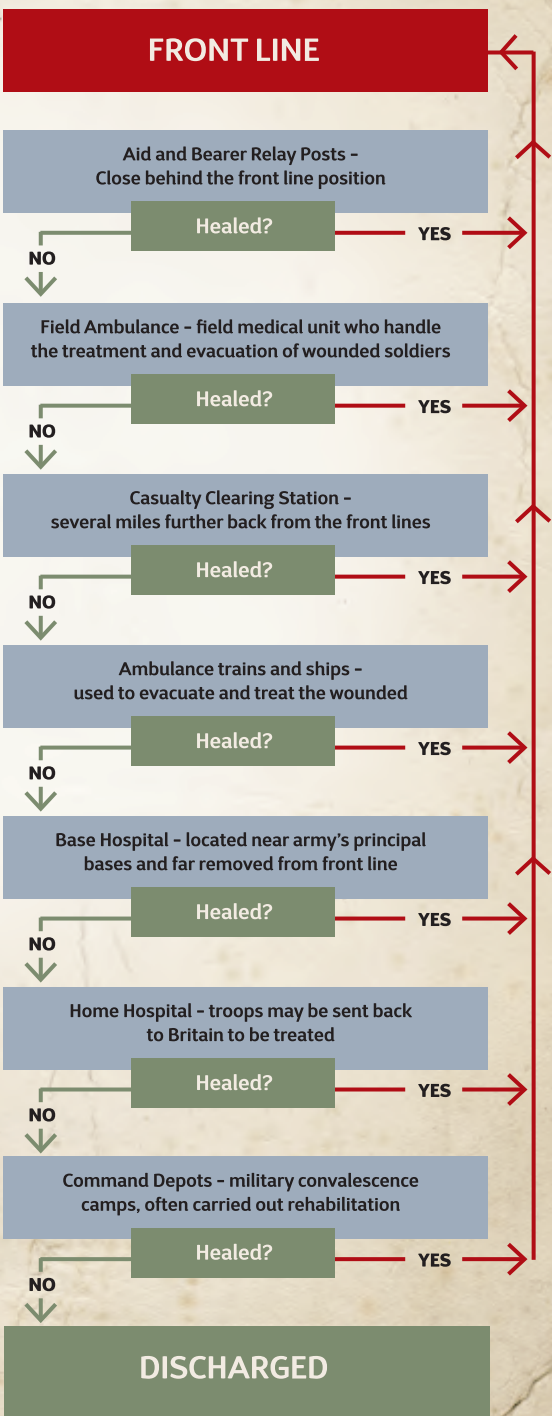 FRONT LINE
Aid and Bearer Relay Posts –
Close behind the front line position
Healed?
YES
NO
Field Ambulance – field medical unit who handle
the treatment and evacuation of wounded soldiers
Healed?
YES
NO
Casualty Clearing Station –
several miles further back from the front lines
Healed?
YES
NO
Ambulance trains and ships –
used to evacuate and treat the wounded
Healed?
YES
NO
Base Hospital – located near army’s principal
bases and far removed from front line
Healed?
YES
NO
Home Hospital – troops may be sent back
to Britain to be treated
Healed?
YES
NO
Command Depots – military convalescence
camps, often carried out rehabilitation
Healed?
YES
NO
DISCHARGED